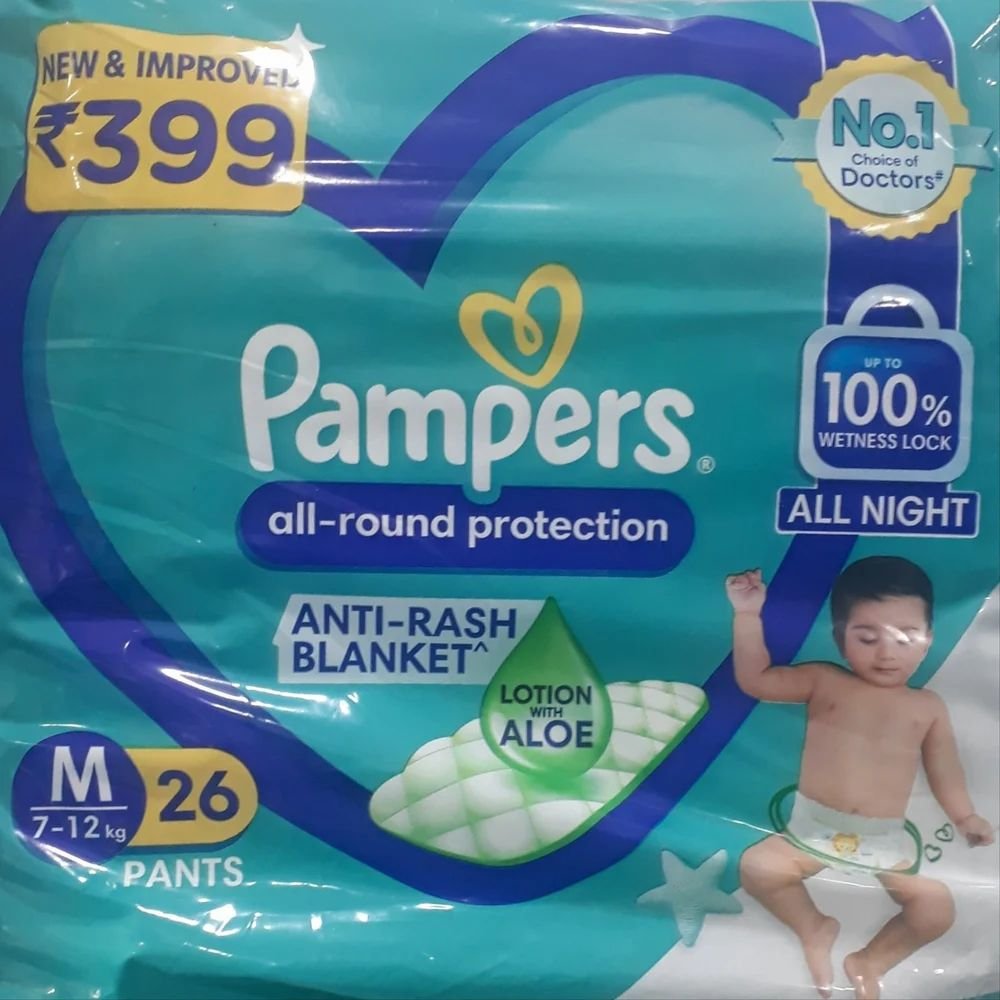 NEW & IMPROVED
₹399
No.1
Choice of
Doctors#
Pampers®
all-round protection
UP TO
100%
WETNESS LOCK
ALL NIGHT
ANTI-RASH
BLANKET^
LOTION
WITH
ALOE
M
7-12 kg
26
PANTS